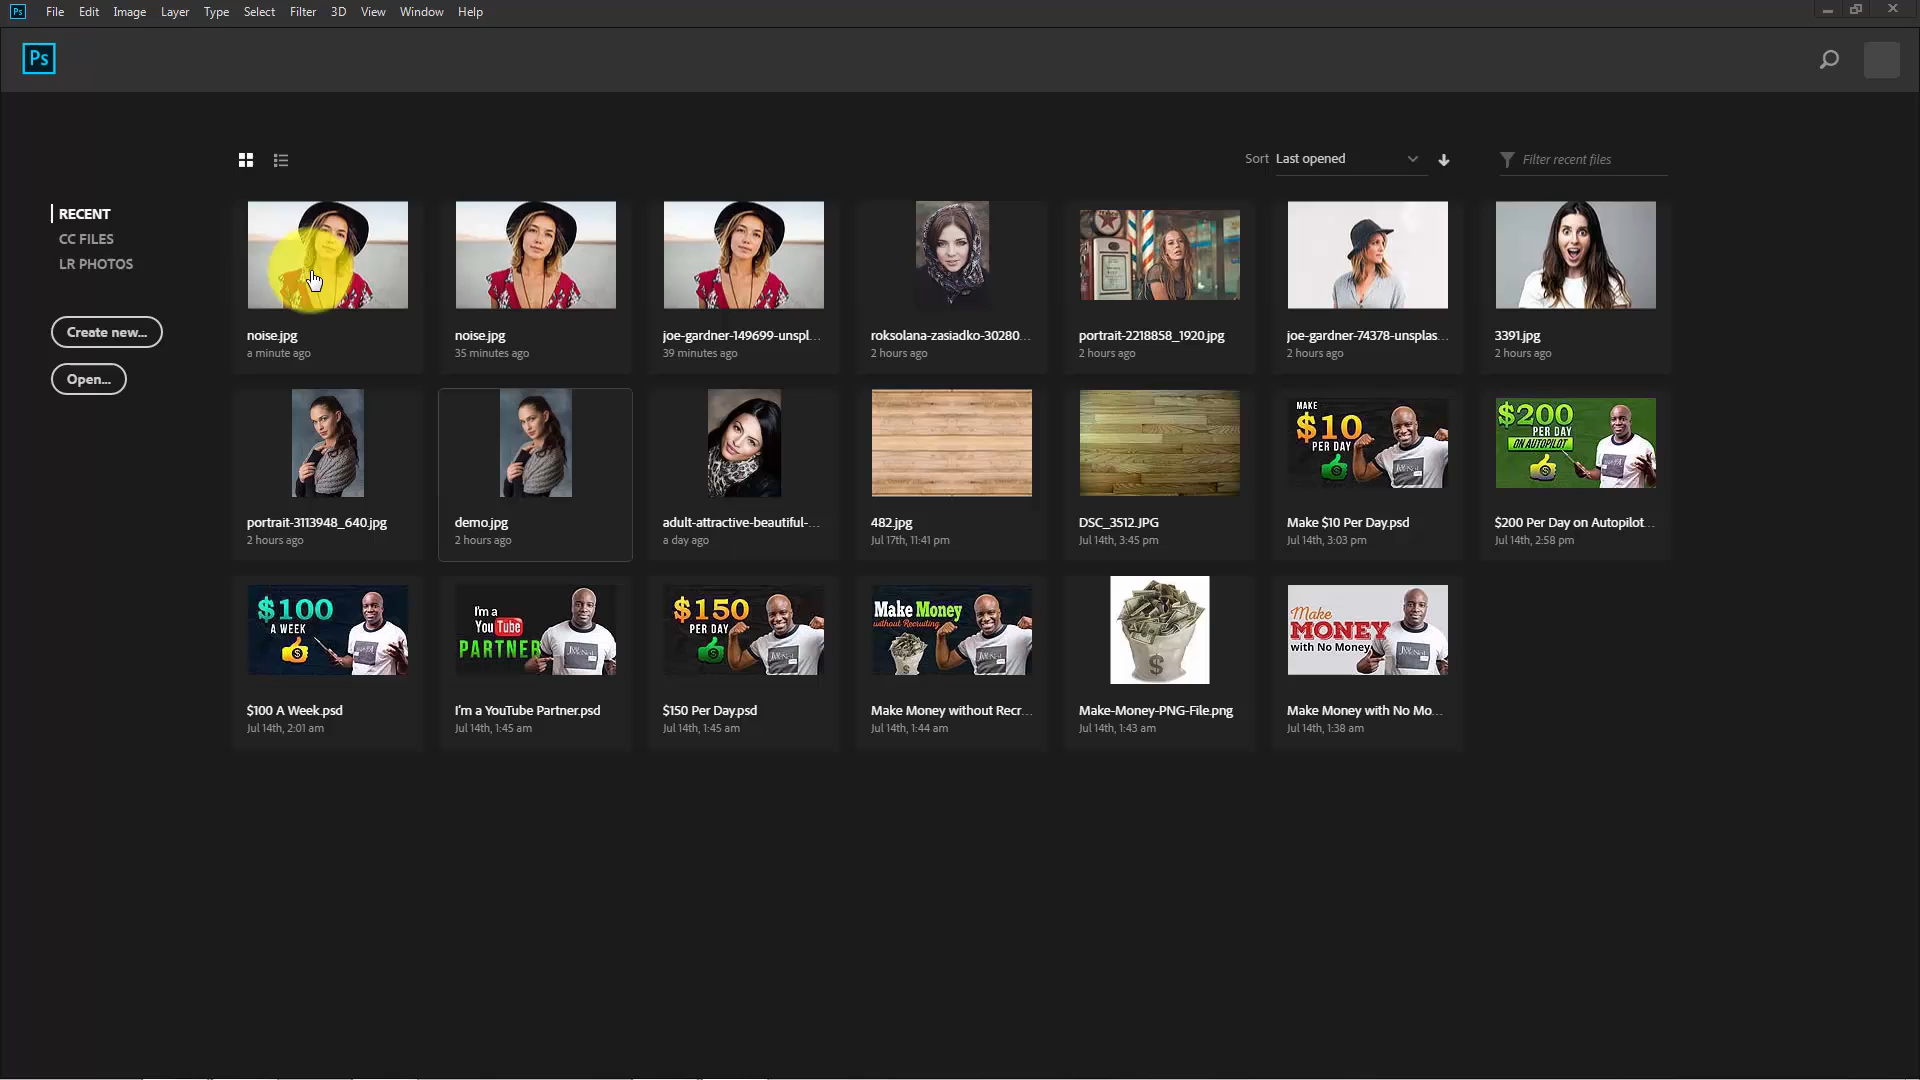 Ps File Edit Image Layer Type Select Filter 3D View Window Help
Ps
Sort Last opened Filter recent files
RECENT
CC FILES
LR PHOTOS
Create new...
Open...
noise.jpg
a minute ago
noise.jpg
35 minutes ago
joe-gardner-149699-unspl...
39 minutes ago
roksolana-zasiadko-30280...
2 hours ago
portrait-2218858_1920.jpg
2 hours ago
joe-gardner-74378-unsplas...
2 hours ago
3391.jpg
2 hours ago
portrait-3113948_640.jpg
2 hours ago
demo.jpg
2 hours ago
adult-attractive-beautiful-...
a day ago
482.jpg
Jul 17th, 11:41 pm
DSC_3512.JPG
Jul 14th, 3:45 pm
MAKE
$10
PER DAY
Make $10 Per Day.psd
Jul 14th, 3:03 pm
$200
PER DAY
ON AUTOPILOT
$200 Per Day on Autopilot...
Jul 14th, 2:58 pm
$100
A WEEK
$100 A Week.psd
Jul 14th, 2:01 am
I'm a
YouTube
PARTNER
I'm a YouTube Partner.psd
Jul 14th, 1:45 am
$150
PER DAY
$150 Per Day.psd
Jul 14th, 1:45 am
Make Money
without Recruiting
Make Money without Recr...
Jul 14th, 1:44 am
$
Make-Money-PNG-File.png
Jul 14th, 1:43 am
Make
MONEY
with No Money
Make Money with No Mo...
Jul 14th, 1:38 am